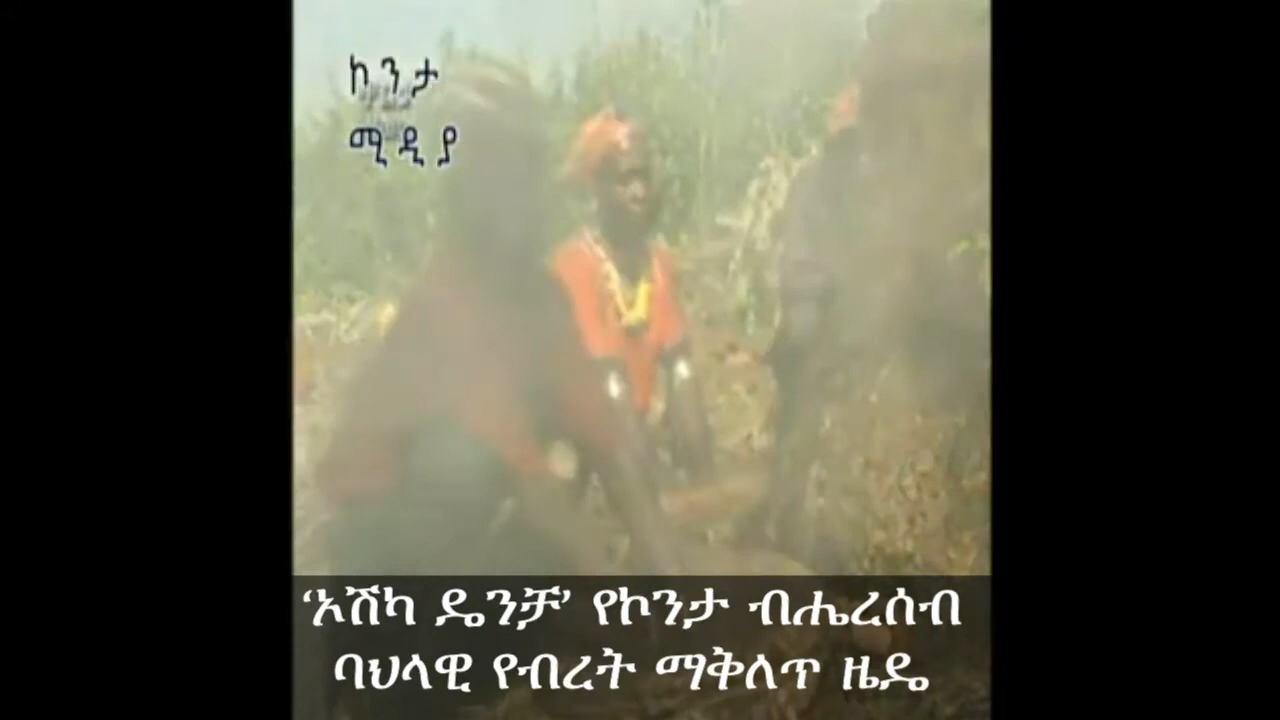 ኮንታ
ሚዲያ
‘ኦሽካ ዴንቻ’ የኮንታ ብሔረሰብ
ባህላዊ የብረት ማቅለጥ ዜዴ